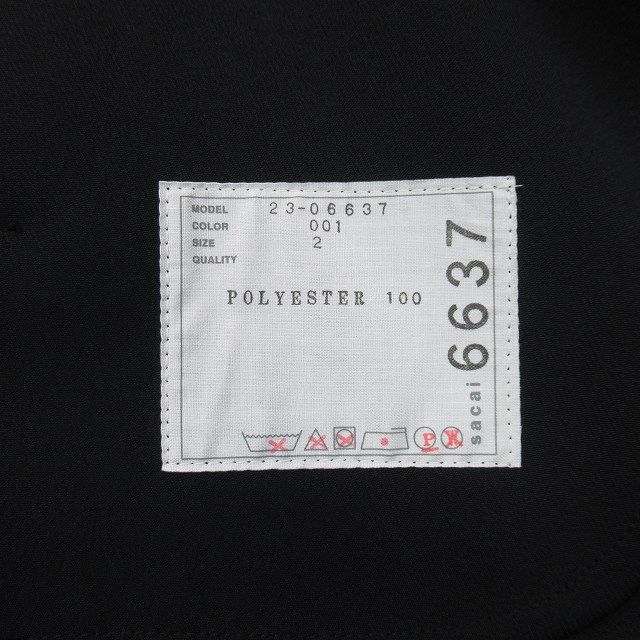 MODEL 23-06637
COLOR 001
SIZE 2
QUALITY
POLYESTER 100
sacai 6637
P W